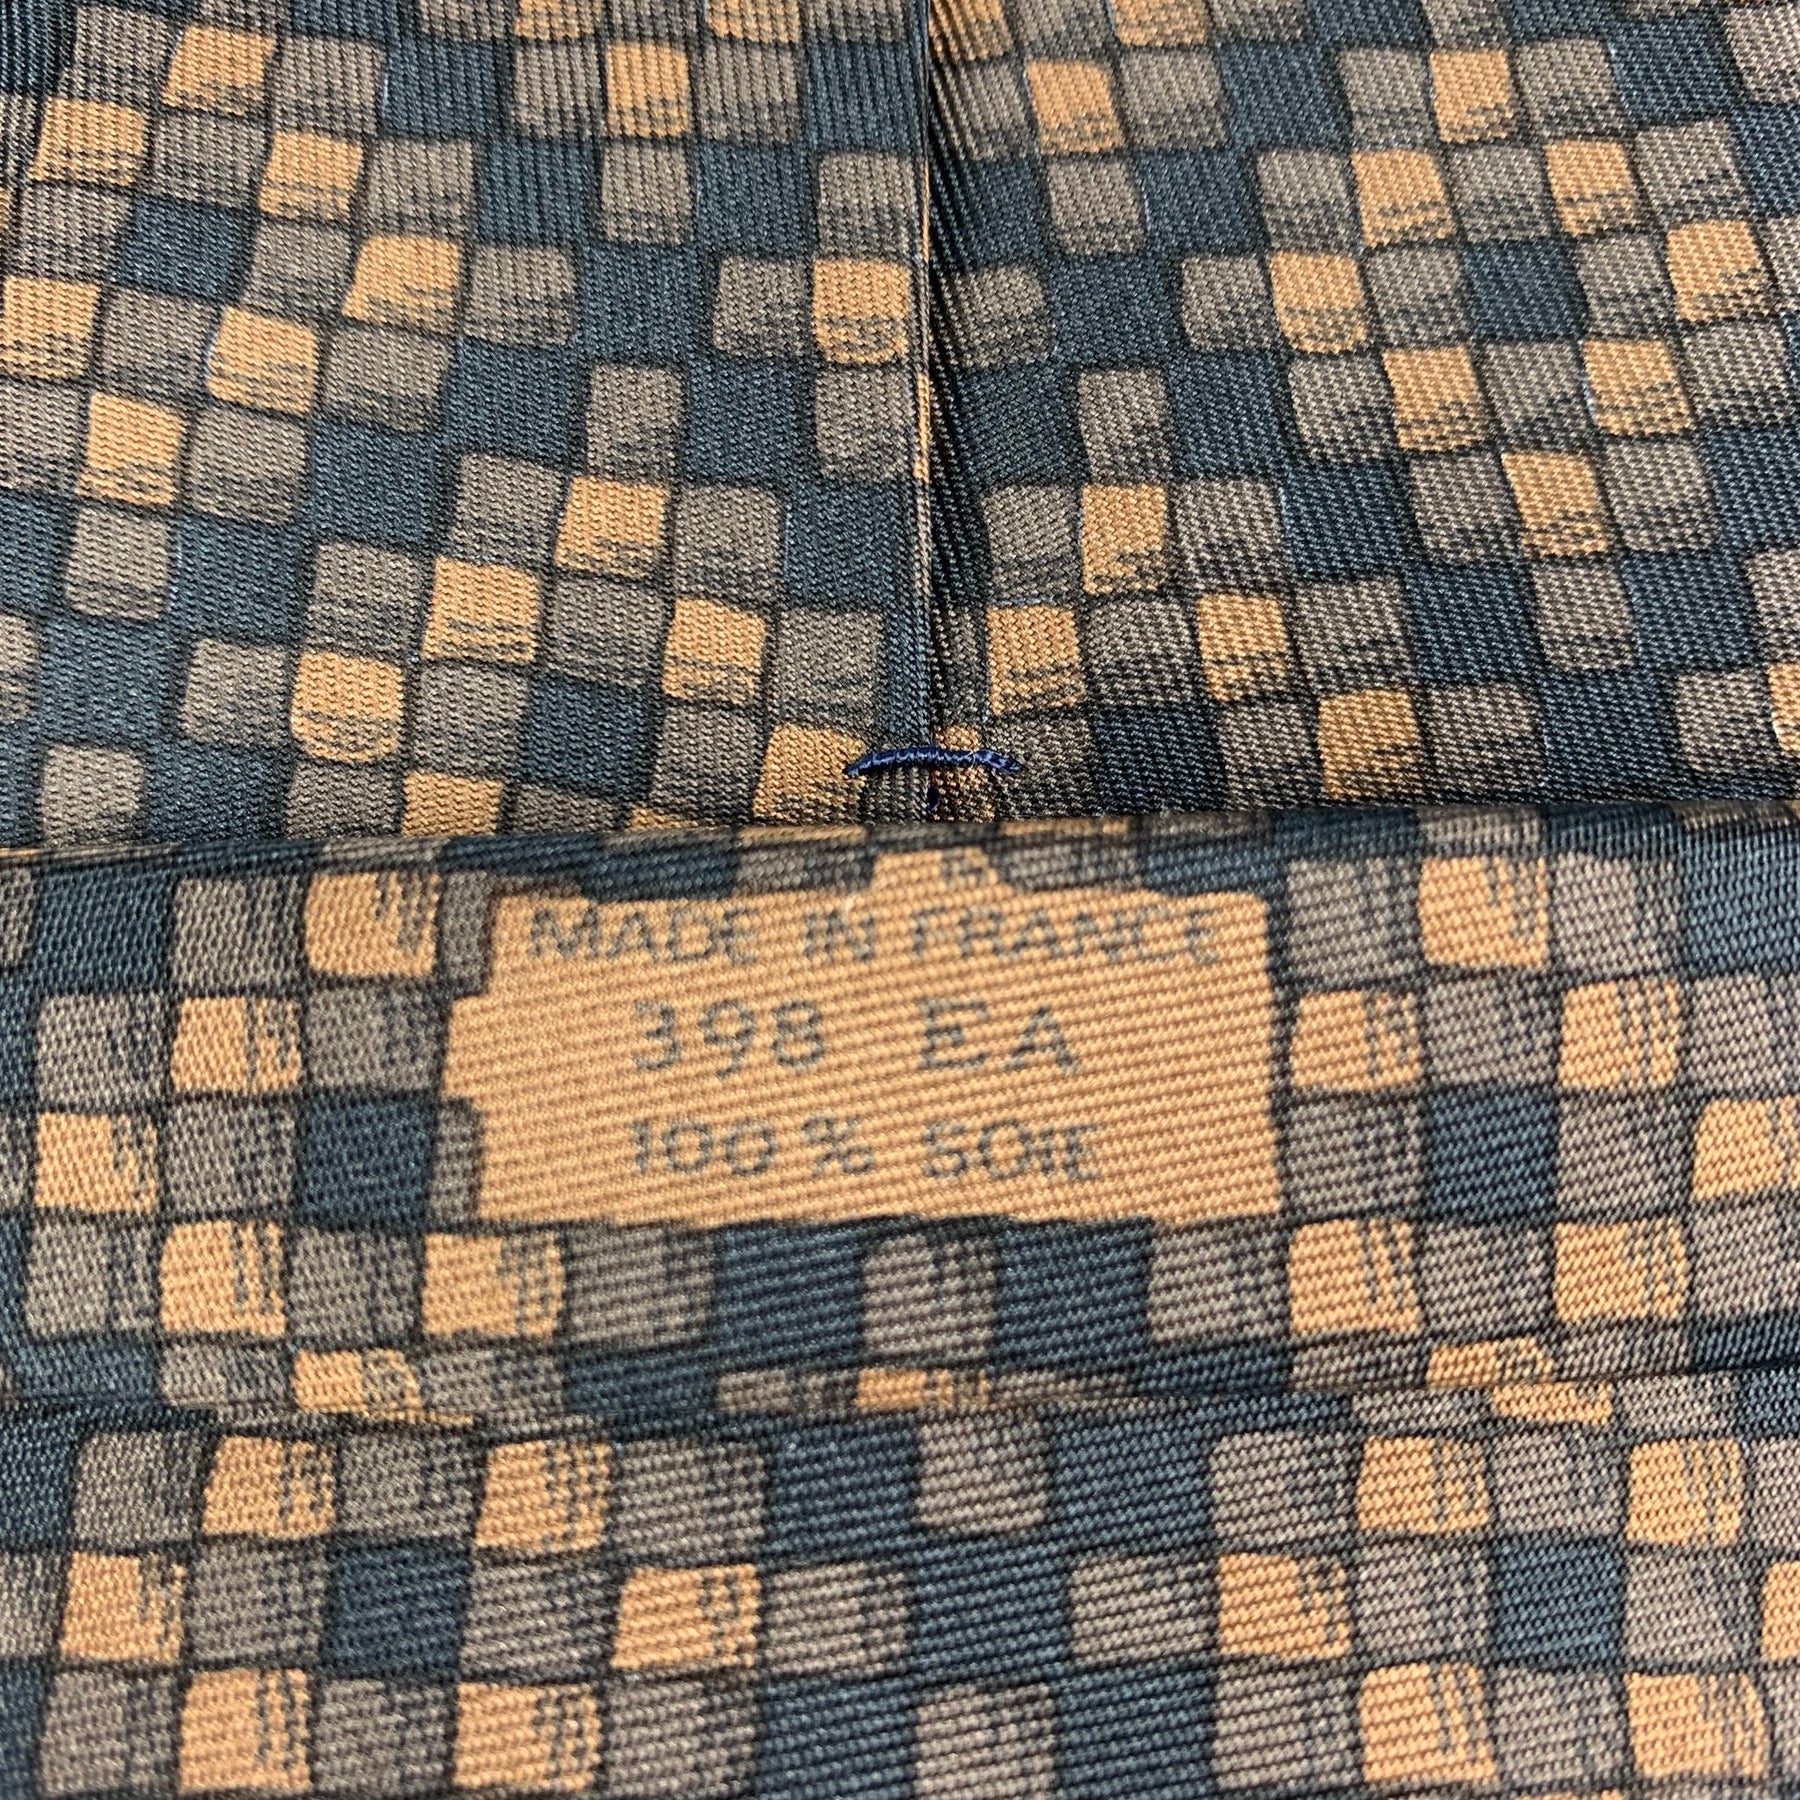 MADE IN FRANCE
398 EA
100% SOIE